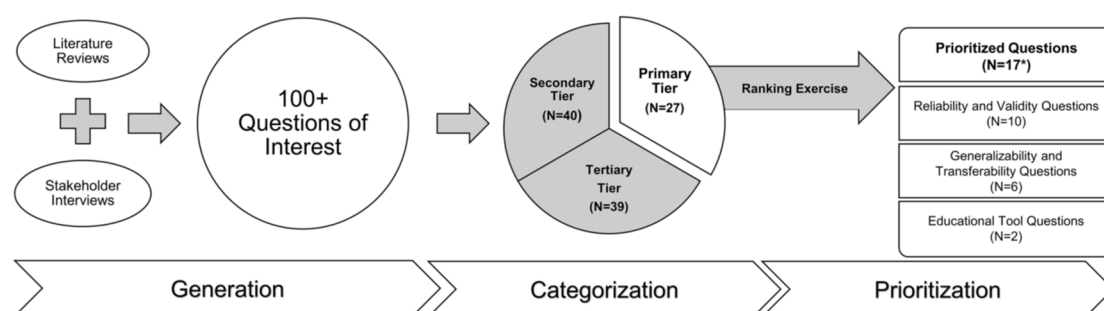 Literature
Reviews
Stakeholder
Interviews
100+
Questions of
Interest
Secondary
Tier
(N=40)
Primary
Tier
(N=27)
Tertiary
Tier
(N=39)
Ranking Exercise
Prioritized Questions
(N=17*)
Reliability and Validity Questions
(N=10)
Generalizability and
Transferability Questions
(N=6)
Educational Tool Questions
(N=2)
Generation
Categorization
Prioritization